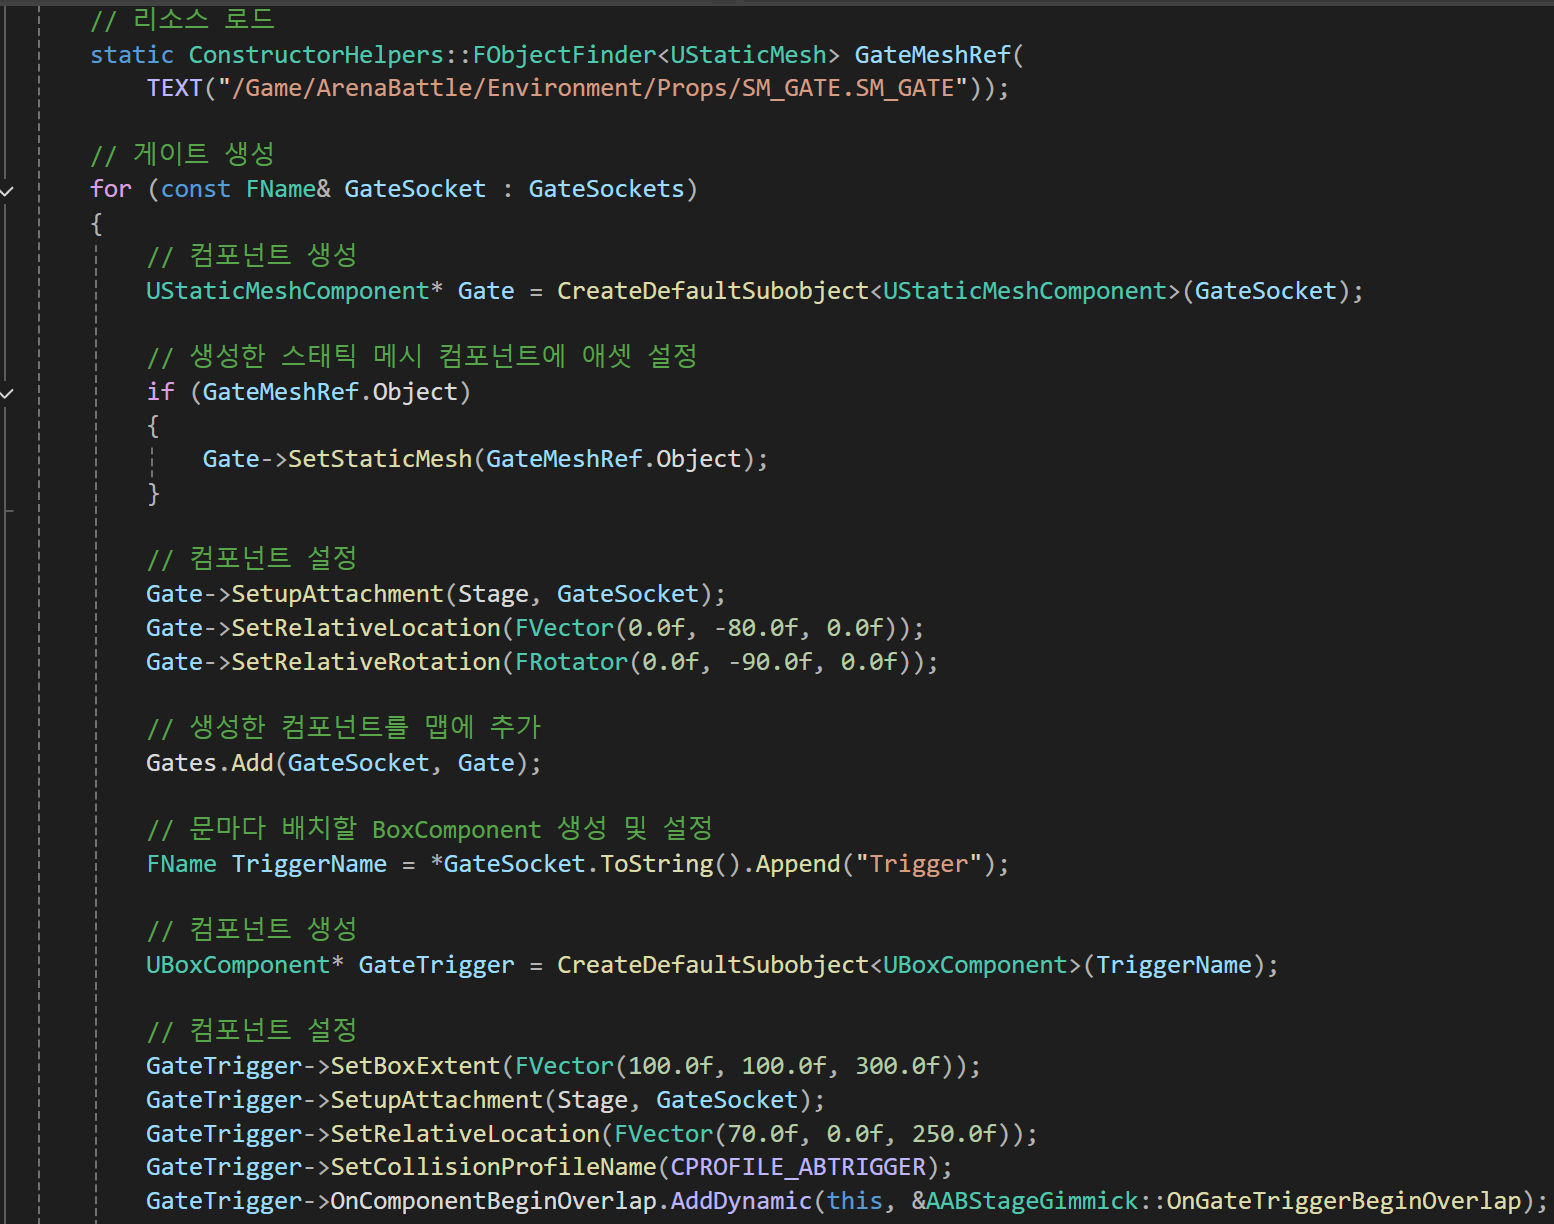 // 리소스 로드
static ConstructorHelpers::FObjectFinder<UStaticMesh> GateMeshRef(
TEXT("/Game/ArenaBattle/Environment/Props/SM_GATE.SM_GATE"));
// 게이트 생성
for (const FName& GateSocket : GateSockets)
{
// 컴포넌트 생성
UStaticMeshComponent* Gate = CreateDefaultSubobject<UStaticMeshComponent>(GateSocket);
// 생성한 스태틱 메시 컴포넌트에 애셋 설정
if (GateMeshRef.Object)
{
Gate->SetStaticMesh(GateMeshRef.Object);
}
// 컴포넌트 설정
Gate->SetupAttachment(Stage, GateSocket);
Gate->SetRelativeLocation(FVector(0.0f, -80.0f, 0.0f));
Gate->SetRelativeRotation(FRotator(0.0f, -90.0f, 0.0f));
// 생성한 컴포넌트를 맵에 추가
Gates.Add(GateSocket, Gate);
// 문마다 배치할 BoxComponent 생성 및 설정
FName TriggerName = *GateSocket.ToString().Append("Trigger");
// 컴포넌트 생성
UBoxComponent* GateTrigger = CreateDefaultSubobject<UBoxComponent>(TriggerName);
// 컴포넌트 설정
GateTrigger->SetBoxExtent(FVector(100.0f, 100.0f, 300.0f));
GateTrigger->SetupAttachment(Stage, GateSocket);
GateTrigger->SetRelativeLocation(FVector(70.0f, 0.0f, 250.0f));
GateTrigger->SetCollisionProfileName(CPROFILE_ABTRIGGER);
GateTrigger->OnComponentBeginOverlap.AddDynamic(this, &AABStageGimmick::OnGateTriggerBeginOverlap);